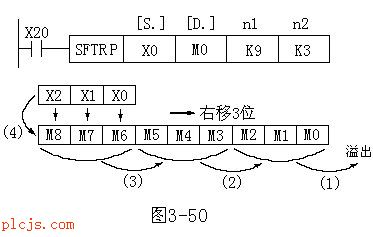 [S.] [D.] n1 n2
X20
SFTRP X0 M0 K9 K3
X2 X1 X0
右移3位
(4)
M8 M7 M6 M5 M4 M3 M2 M1 M0
溢出
(3) (2) (1)
图3-50
plcjs.com